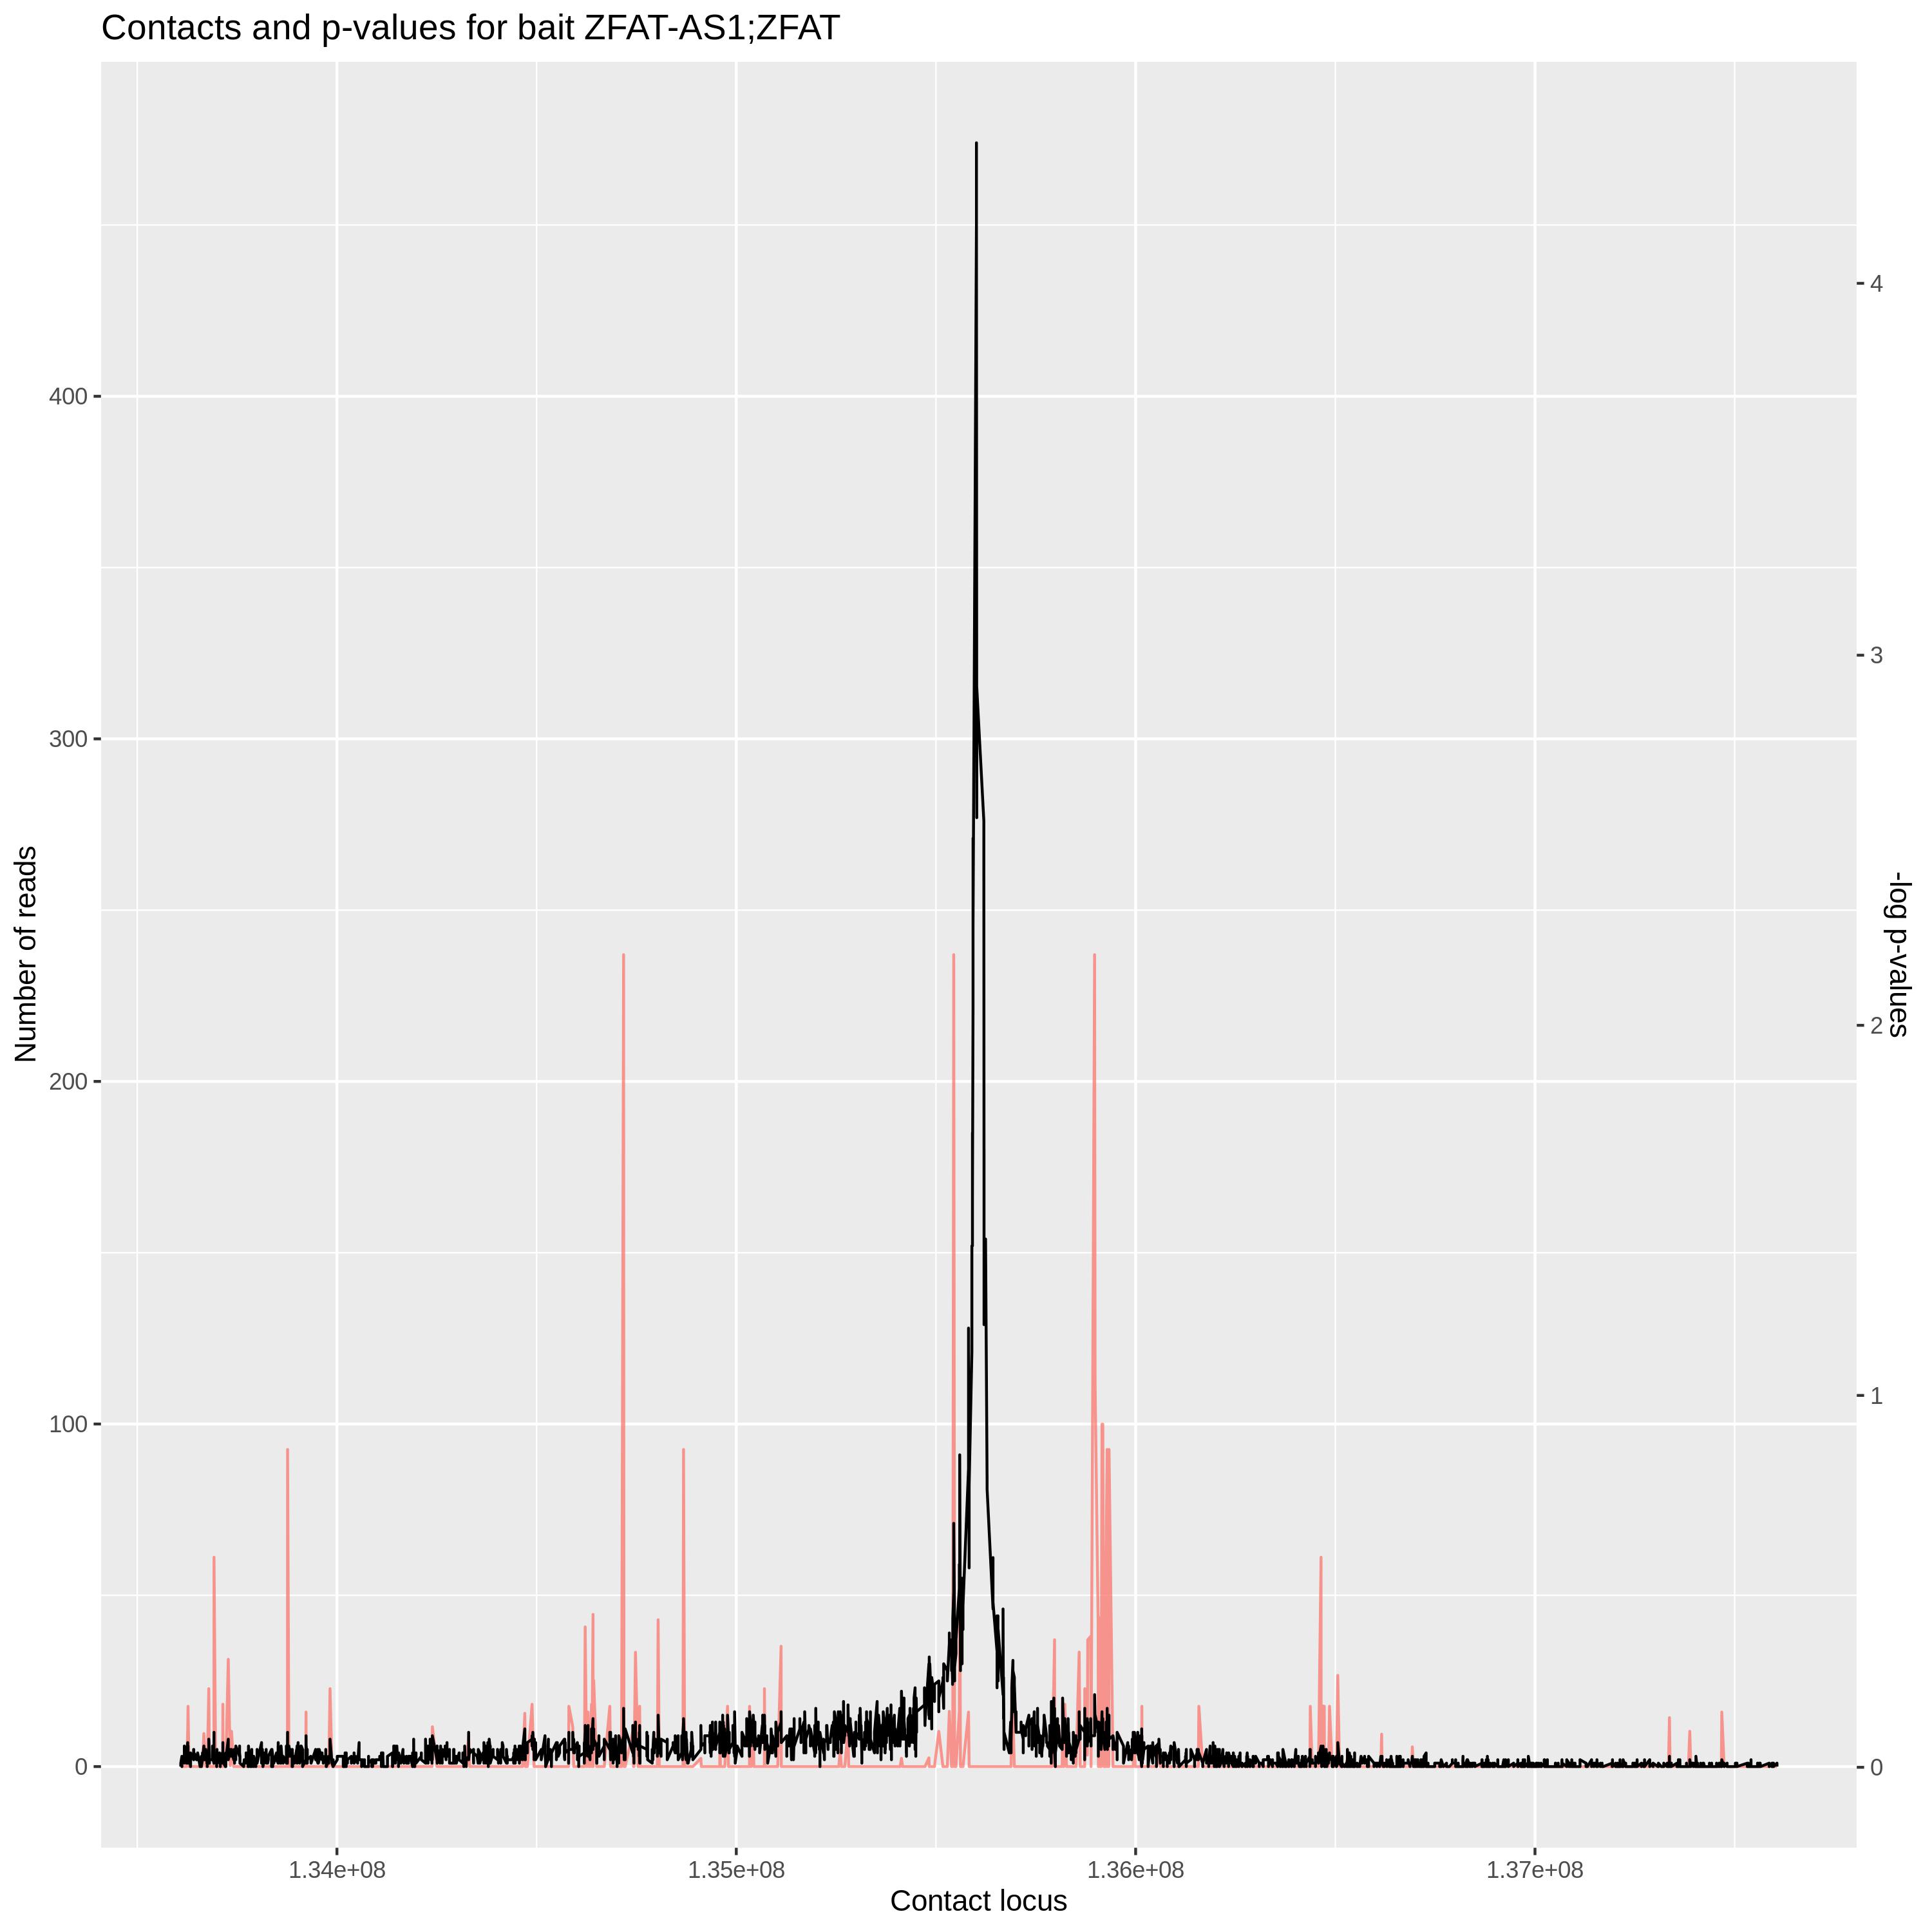 Contacts and p-values for bait ZFAT-AS1;ZFAT
Number of reads
400
300
200
100
0
4
3
2
1
0
-log p-values
1.34e+08
1.35e+08
1.36e+08
1.37e+08
Contact locus